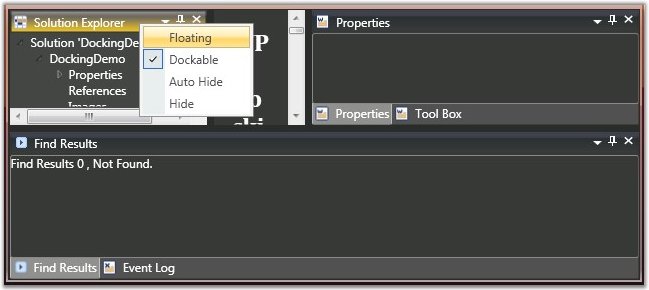 Solution Explorer
Solution 'DockingDe
DockingDemo
Properties
References
Images
Floating
Dockable
Auto Hide
Hide
P
Properties
Properties
Tool Box
Find Results
Find Results 0 , Not Found.
Find Results
Event Log